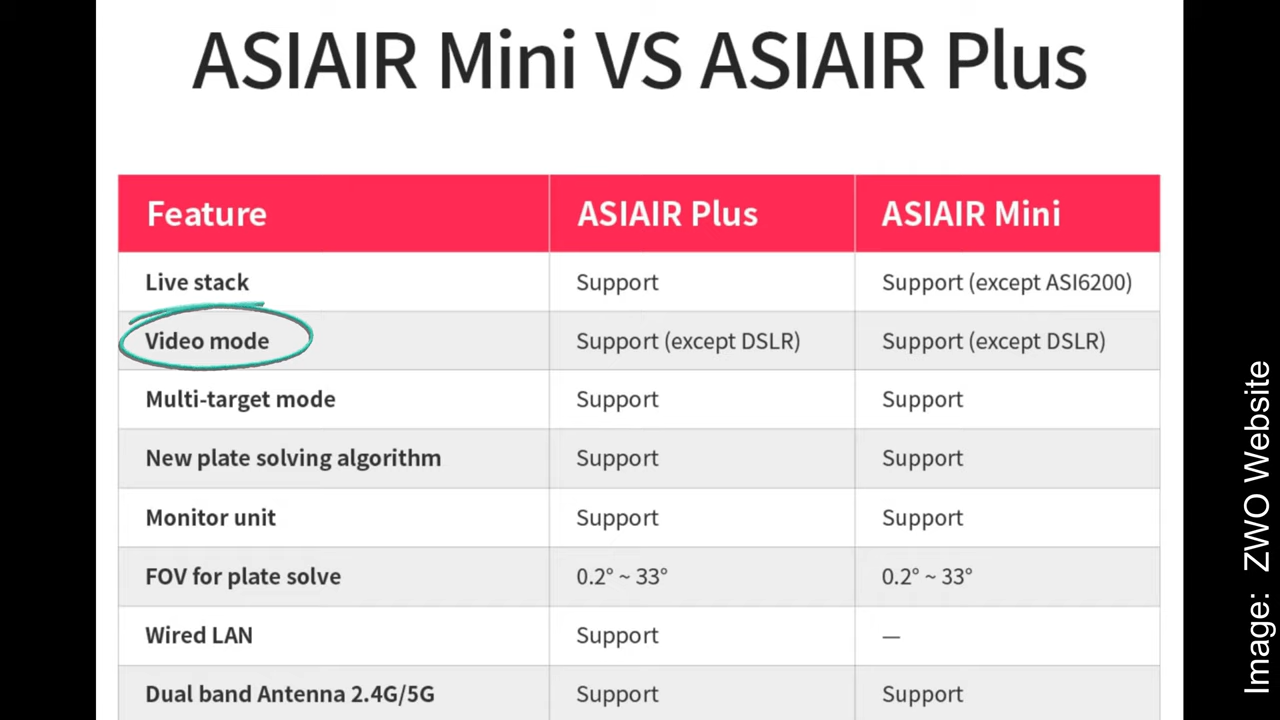 ASIAIR Mini VS ASIAIR Plus
Feature ASIAIR Plus ASIAIR Mini
Live stack Support Support (except ASI6200)
Video mode Support (except DSLR) Support (except DSLR)
Multi-target mode Support Support
New plate solving algorithm Support Support
Monitor unit Support Support
FOV for plate solve 0.2° ~ 33° 0.2° ~ 33°
Wired LAN Support —
Dual band Antenna 2.4G/5G Support Support
Image: ZWO Website